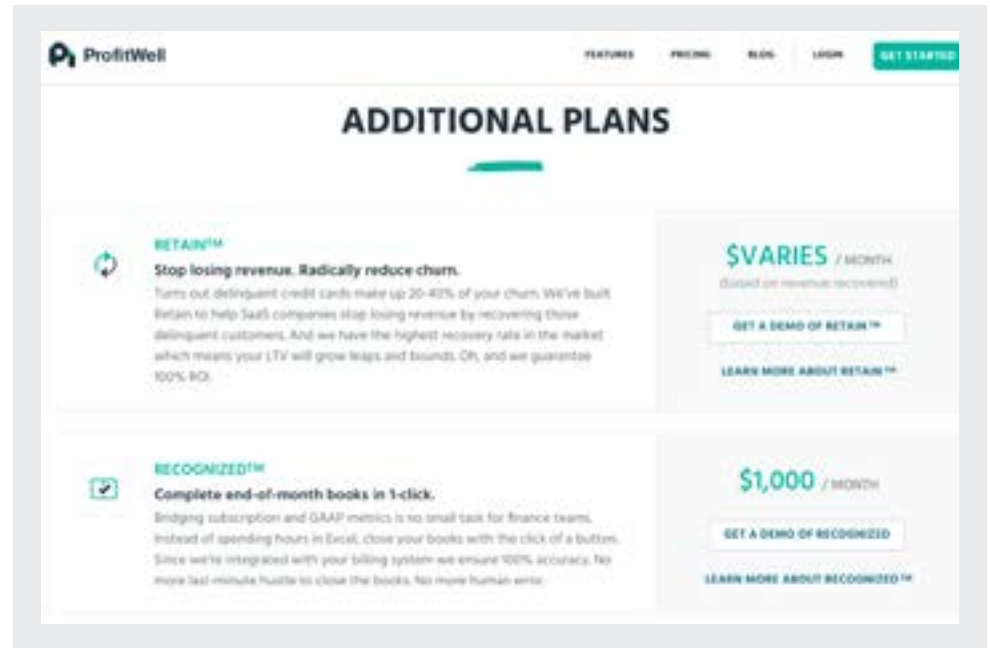 ProfitWell
FEATURES PRICING BLOG LOGIN GET STARTED
ADDITIONAL PLANS
RETAIN™
Stop losing revenue. Radically reduce churn.
Turns out delinquent credit cards make up 20-40% of your churn. We've built
Retain to help SaaS companies stop losing revenue by recovering those
delinquent customers. And we have the highest recovery rate in the market
which means your LTV will grow leaps and bounds. Oh, and we guarantee
100% ROI.
$VARIES / MONTH
(based on revenue recovered)
GET A DEMO OF RETAIN™
LEARN MORE ABOUT RETAIN™
RECOGNIZED™
Complete end-of-month books in 1-click.
Bridging subscription and GAAP metrics is no small task for finance teams.
Instead of spending hours in Excel, close your books with the click of a button.
Since we're integrated with your billing system we ensure 100% accuracy. No
more last-minute hustle to close the books. No more human error.
$1,000 / MONTH
GET A DEMO OF RECOGNIZED
LEARN MORE ABOUT RECOGNIZED™